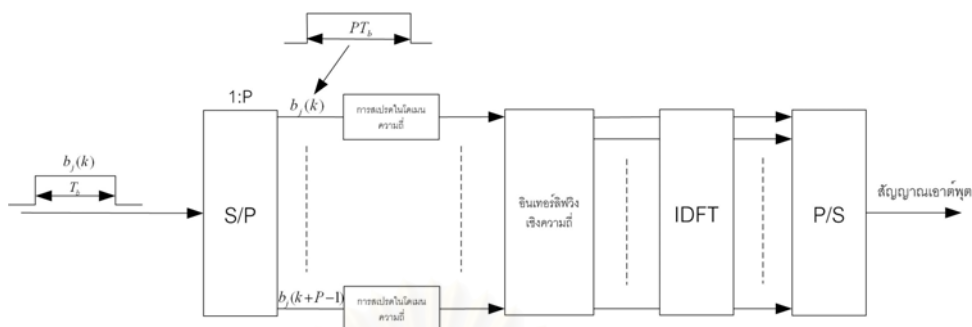 PT_b
1:P
b_j(k)
การสเปรดในโดเมน
ความถี่
b_j(k)
T_b
S/P
อินเทอร์ลิฟวิง
เชิงความถี่
IDFT
P/S
สัญญาณเอาต์พุต
b_j(k+P-1)
การสเปรดในโดเมน
ความถี่